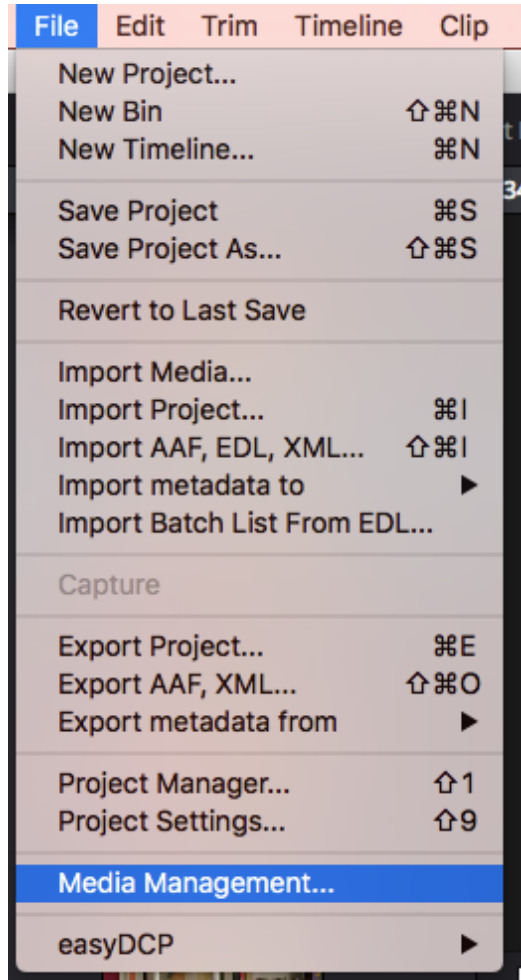 File Edit Trim Timeline Clip
New Project...
New Bin ⇧⌘N
New Timeline... ⌘N
Save Project ⌘S
Save Project As... ⇧⌘S
Revert to Last Save
Import Media...
Import Project... ⌘I
Import AAF, EDL, XML... ⇧⌘I
Import metadata to ▶
Import Batch List From EDL...
Capture
Export Project... ⌘E
Export AAF, XML... ⇧⌘O
Export metadata from ▶
Project Manager... ⇧1
Project Settings... ⇧9
Media Management...
easyDCP ▶